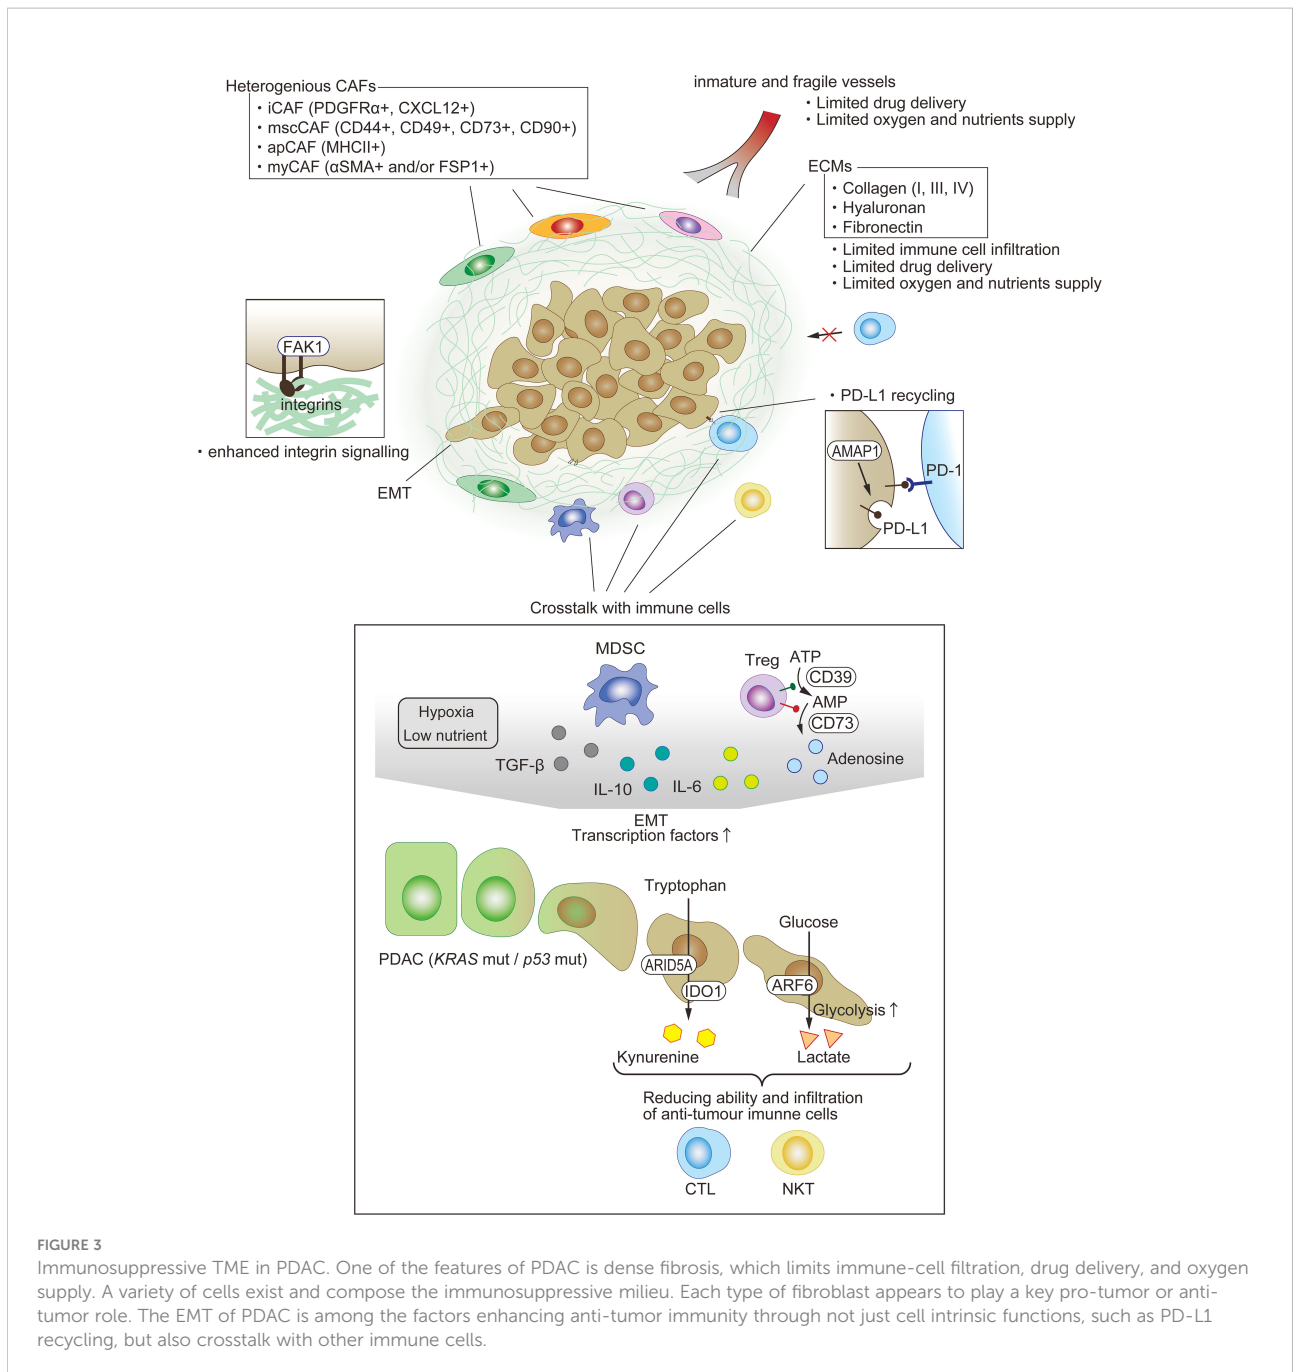 Heterogenious CAFs
・iCAF (PDGFRα+, CXCL12+)
・mscCAF (CD44+, CD49+, CD73+, CD90+)
・apCAF (MHCII+)
・myCAF (αSMA+ and/or FSP1+)
inmature and fragile vessels
・Limited drug delivery
・Limited oxygen and nutrients supply
ECMs
・Collagen (I, III, IV)
・Hyaluronan
・Fibronectin
・Limited immune cell infiltration
・Limited drug delivery
・Limited oxygen and nutrients supply
FAK1
integrins
・enhanced integrin signalling
EMT
・PD-L1 recycling
AMAP1
PD-1
PD-L1
Crosstalk with immune cells
MDSC
Treg
ATP
CD39
AMP
CD73
Hypoxia
Low nutrient
TGF-β
IL-10
IL-6
Adenosine
EMT
Transcription factors ↑
PDAC (KRAS mut / p53 mut)
Tryptophan
ARID5A
IDO1
Kynurenine
Glucose
ARF6
Glycolysis ↑
Lactate
Reducing ability and infiltration
of anti-tumour imunne cells
CTL
NKT
FIGURE 3
Immunosuppressive TME in PDAC. One of the features of PDAC is dense fibrosis, which limits immune-cell filtration, drug delivery, and oxygen
supply. A variety of cells exist and compose the immunosuppressive milieu. Each type of fibroblast appears to play a key pro-tumor or anti-
tumor role. The EMT of PDAC is among the factors enhancing anti-tumor immunity through not just cell intrinsic functions, such as PD-L1
recycling, but also crosstalk with other immune cells.